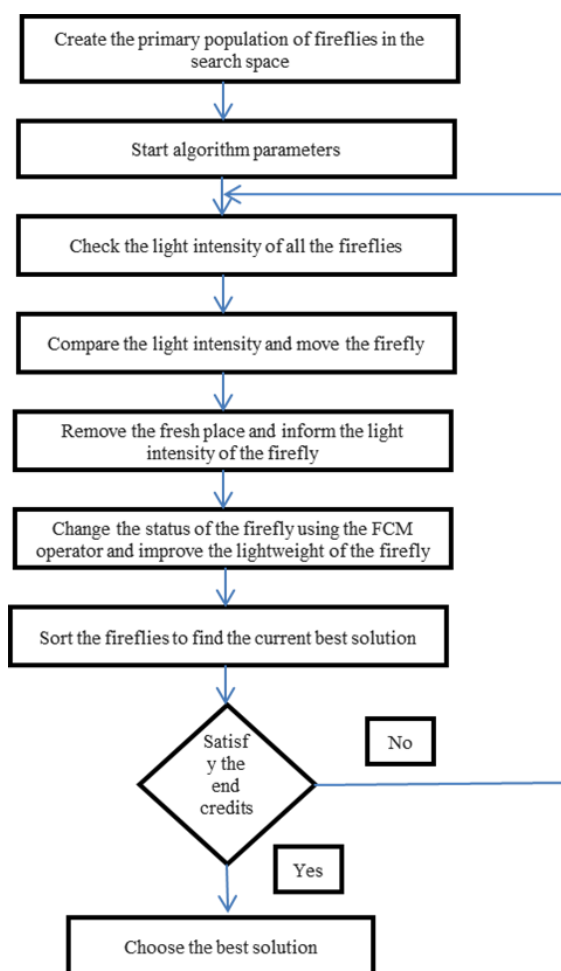 Create the primary population of fireflies in the
search space
Start algorithm parameters
Check the light intensity of all the fireflies
Compare the light intensity and move the firefly
Remove the fresh place and inform the light
intensity of the firefly
Change the status of the firefly using the FCM
operator and improve the lightweight of the firefly
Sort the fireflies to find the current best solution
Satisf
y the
end
credits
No
Yes
Choose the best solution